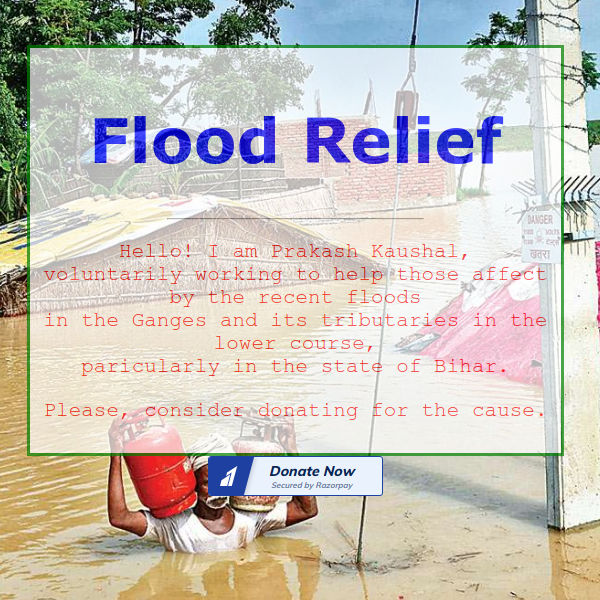 Flood Relief
Hello! I am Prakash Kaushal,
voluntarily working to help those affect
by the recent floods
in the Ganges and its tributaries in the
lower course,
paricularly in the state of Bihar.
Please, consider donating for the cause.
Donate Now
Secured by Razorpay
DANGER
खतरा